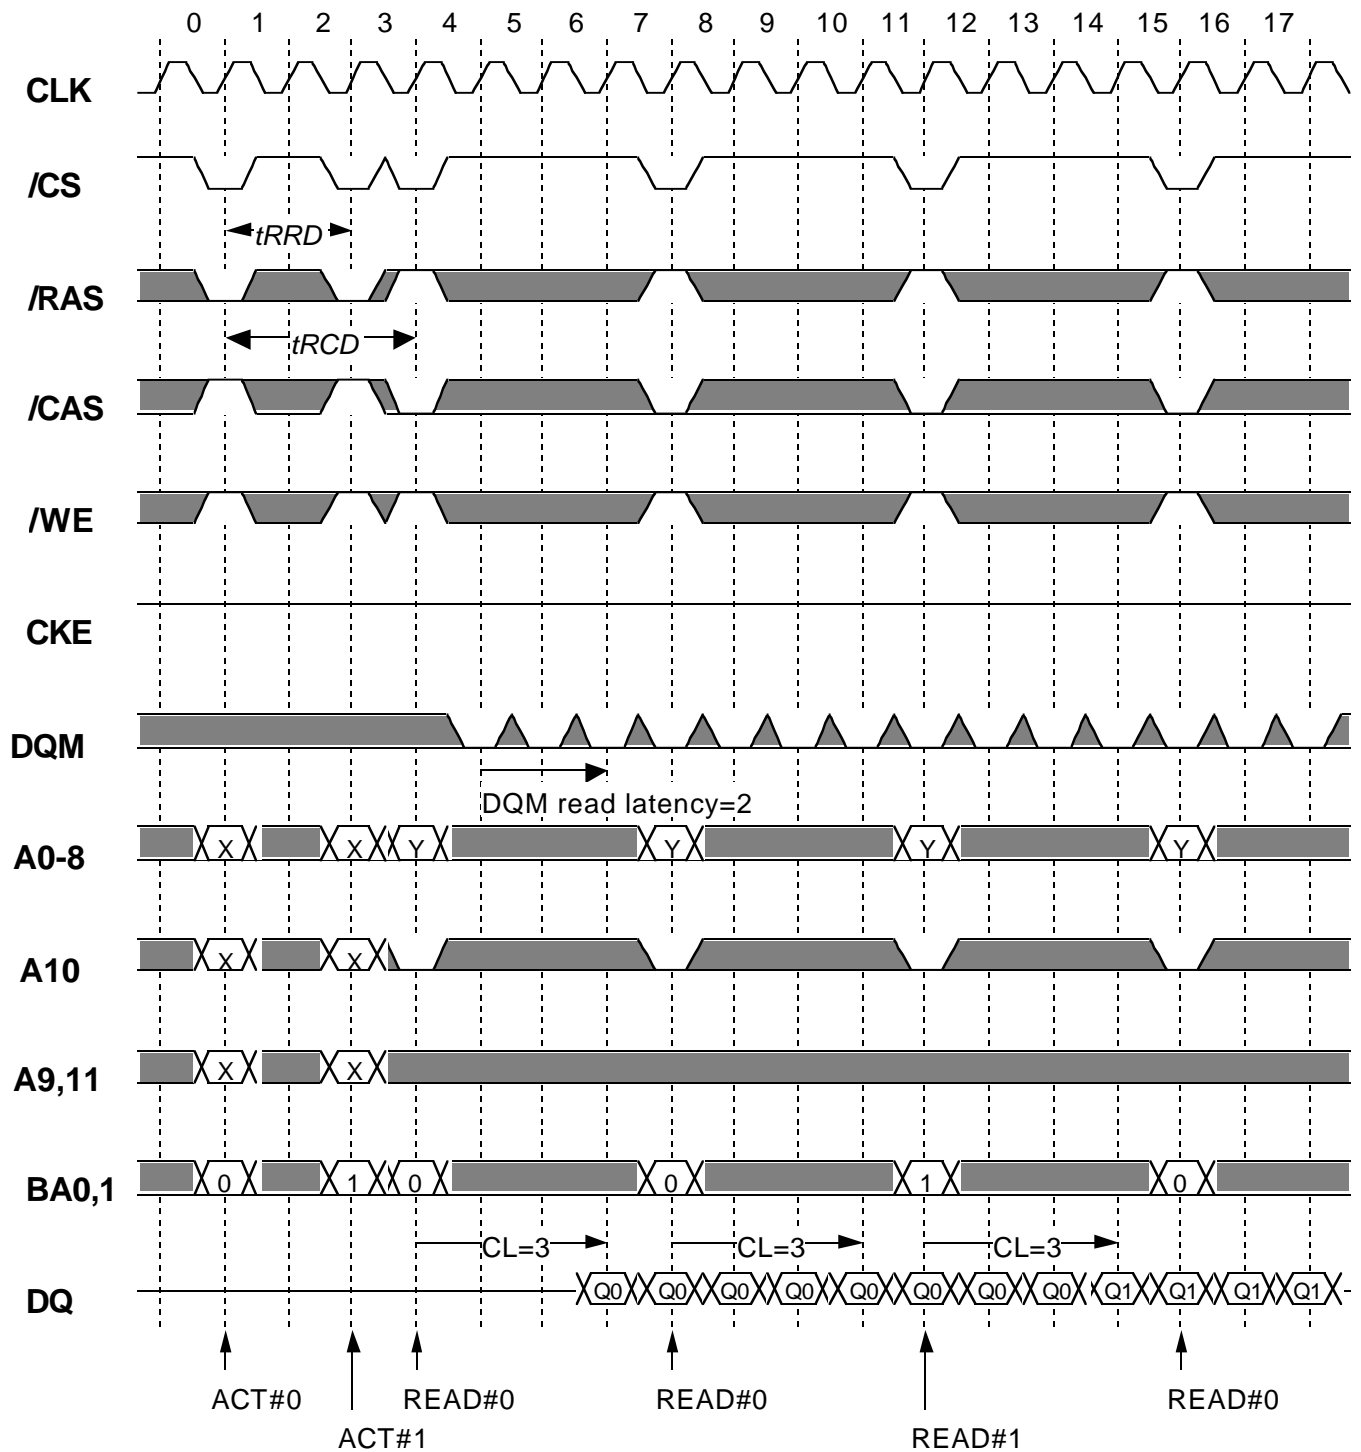 0 1 2 3 4 5 6 7 8 9 10 11 12 13 14 15 16 17
CLK
/CS
tRRD
/RAS
tRCD
/CAS
/WE
CKE
DQM
DQM read latency=2
A0-8 X X Y Y Y Y
A10 X X
A9,11 X X
BA0,1 0 1 0 0 1 0
CL=3 CL=3 CL=3
DQ Q0 Q0 Q0 Q0 Q0 Q0 Q0 Q0 Q1 Q1 Q1 Q1
ACT#0 READ#0 READ#0 READ#0
ACT#1 READ#1